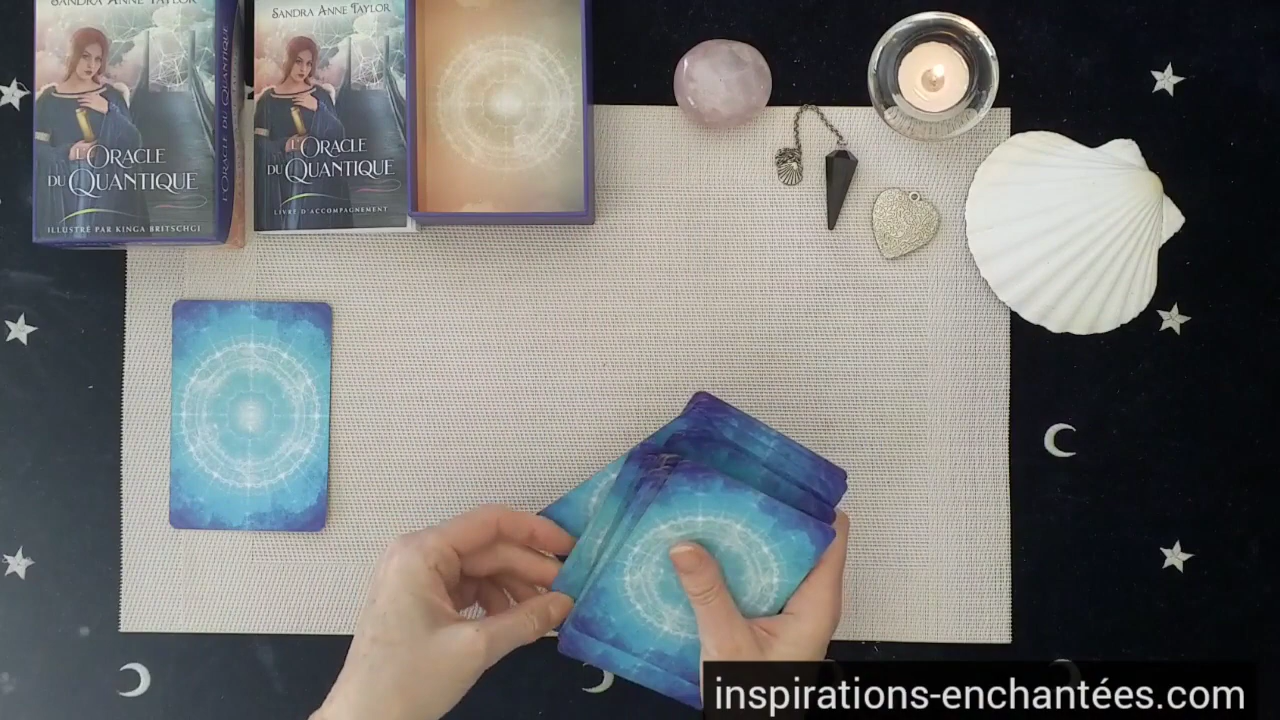 SANDRA ANNE TAYLOR
L'ORACLE
DU QUANTIQUE
ILLUSTRÉ PAR KINGA BRITSCHGI
L'ORACLE DU QUANTIQUE
SANDRA ANNE TAYLOR
L'ORACLE
DU QUANTIQUE
LIVRE D'ACCOMPAGNEMENT
inspirations-enchantées.com